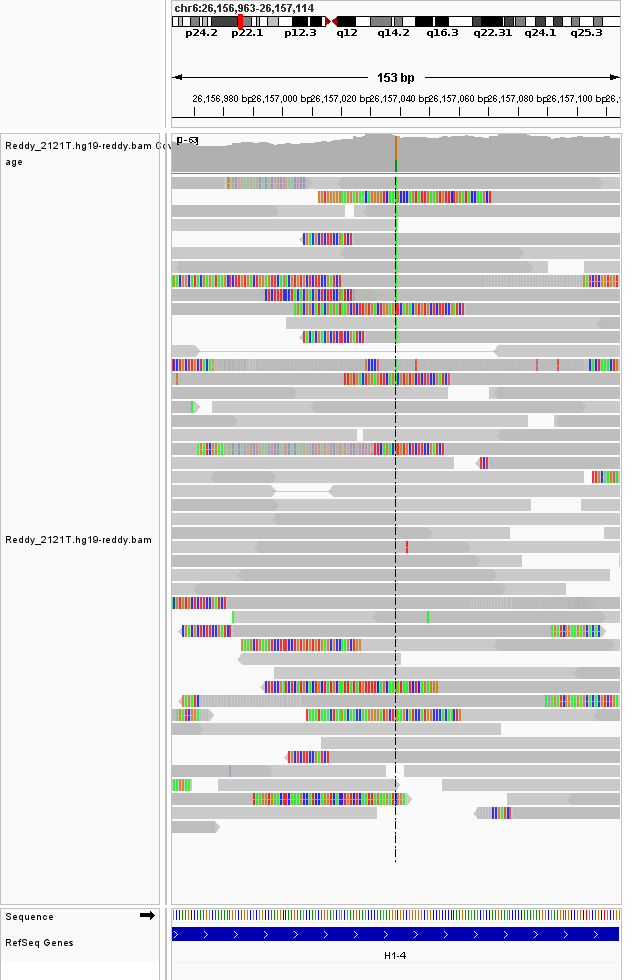 chr6:26,156,963-26,157,114
p24.2 p22.1 p12.3 q12 q14.2 q16.3 q22.31 q24.1 q25.3
153 bp
26,156,980 bp 26,157,000 bp 26,157,020 bp 26,157,040 bp 26,157,060 bp 26,157,080 bp 26,157,100 bp 26,1
Reddy_2121T.hg19-reddy.bam Cov
age
Reddy_2121T.hg19-reddy.bam
Sequence
RefSeq Genes
H1-4